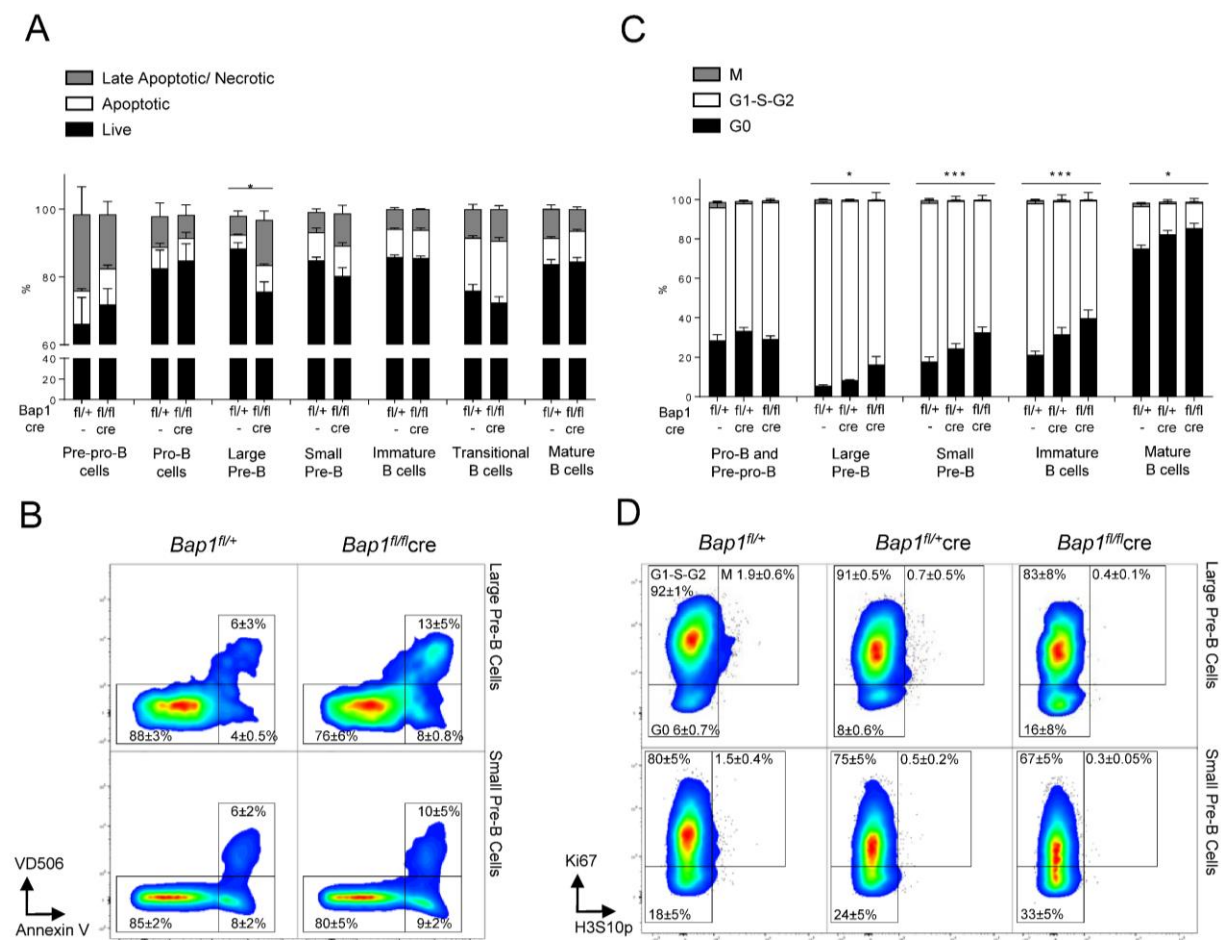 A
Late Apoptotic/ Necrotic
Apoptotic
Live
*
100
80
60
40
20
0
%
Bap1 fl/+ fl/fl fl/+ fl/fl fl/+ fl/fl fl/+ fl/fl fl/+ fl/fl fl/+ fl/fl fl/+ fl/fl
cre - cre - cre - cre - cre - cre - cre - cre
Pre-pro-B cells
Pro-B cells
Large Pre-B
Small Pre-B
Immature B cells
Transitional B cells
Mature B cells
C
M
G1-S-G2
G0
* *** *** *
100
80
60
40
20
0
%
Bap1 fl/+ fl/+ fl/fl fl/+ fl/+ fl/fl fl/+ fl/+ fl/fl fl/+ fl/+ fl/fl fl/+ fl/+ fl/fl
cre - cre cre - cre cre - cre cre - cre cre - cre cre
Pro-B and Pre-pro-B
Large Pre-B
Small Pre-B
Immature B cells
Mature B cells
B
Bap1fl/+ Bap1fl/flcre
Large Pre-B Cells
6±3% 13±5%
88±3% 4±0.5% 76±6% 8±0.8%
Small Pre-B Cells
6±2% 10±5%
85±2% 8±2% 80±5% 9±2%
VD506
Annexin V
D
Bap1fl/+ Bap1fl/+cre Bap1fl/flcre
Large Pre-B Cells
G1-S-G2 M 1.9±0.6% 91±0.5% 0.7±0.5% 83±8% 0.4±0.1%
92±1%
G0 6±0.7% 8±0.6% 16±8%
Small Pre-B Cells
80±5% 1.5±0.4% 75±5% 0.5±0.2% 67±5% 0.3±0.05%
18±5% 24±5% 33±5%
Ki67
H3S10p